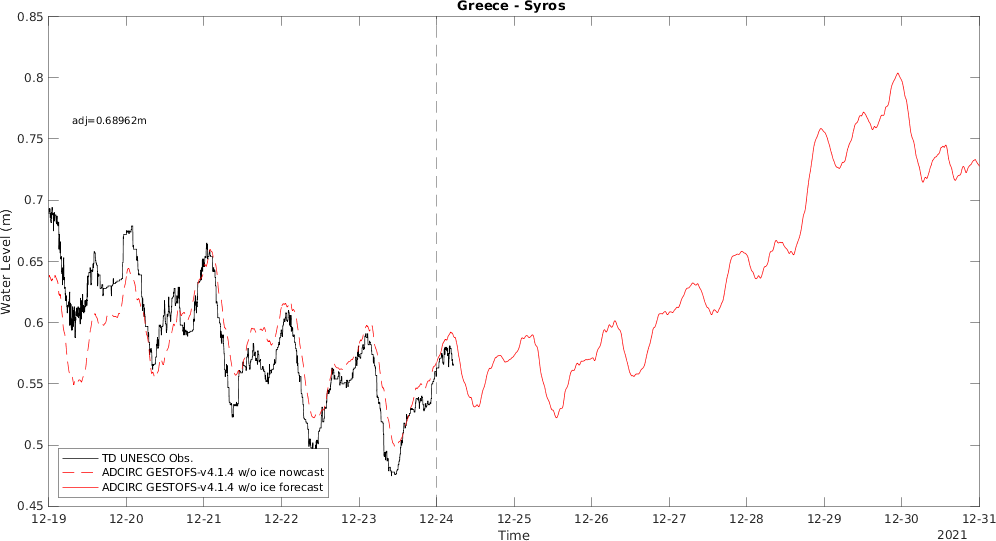 Greece - Syros
0.85
0.8
0.75
0.7
0.65
0.6
0.55
0.5
0.45
Water Level (m)
adj=0.68962m
TD UNESCO Obs.
ADCIRC GESTOFS-v4.1.4 w/o ice nowcast
ADCIRC GESTOFS-v4.1.4 w/o ice forecast
12-19 12-20 12-21 12-22 12-23 12-24 12-25 12-26 12-27 12-28 12-29 12-30 12-31
Time
2021